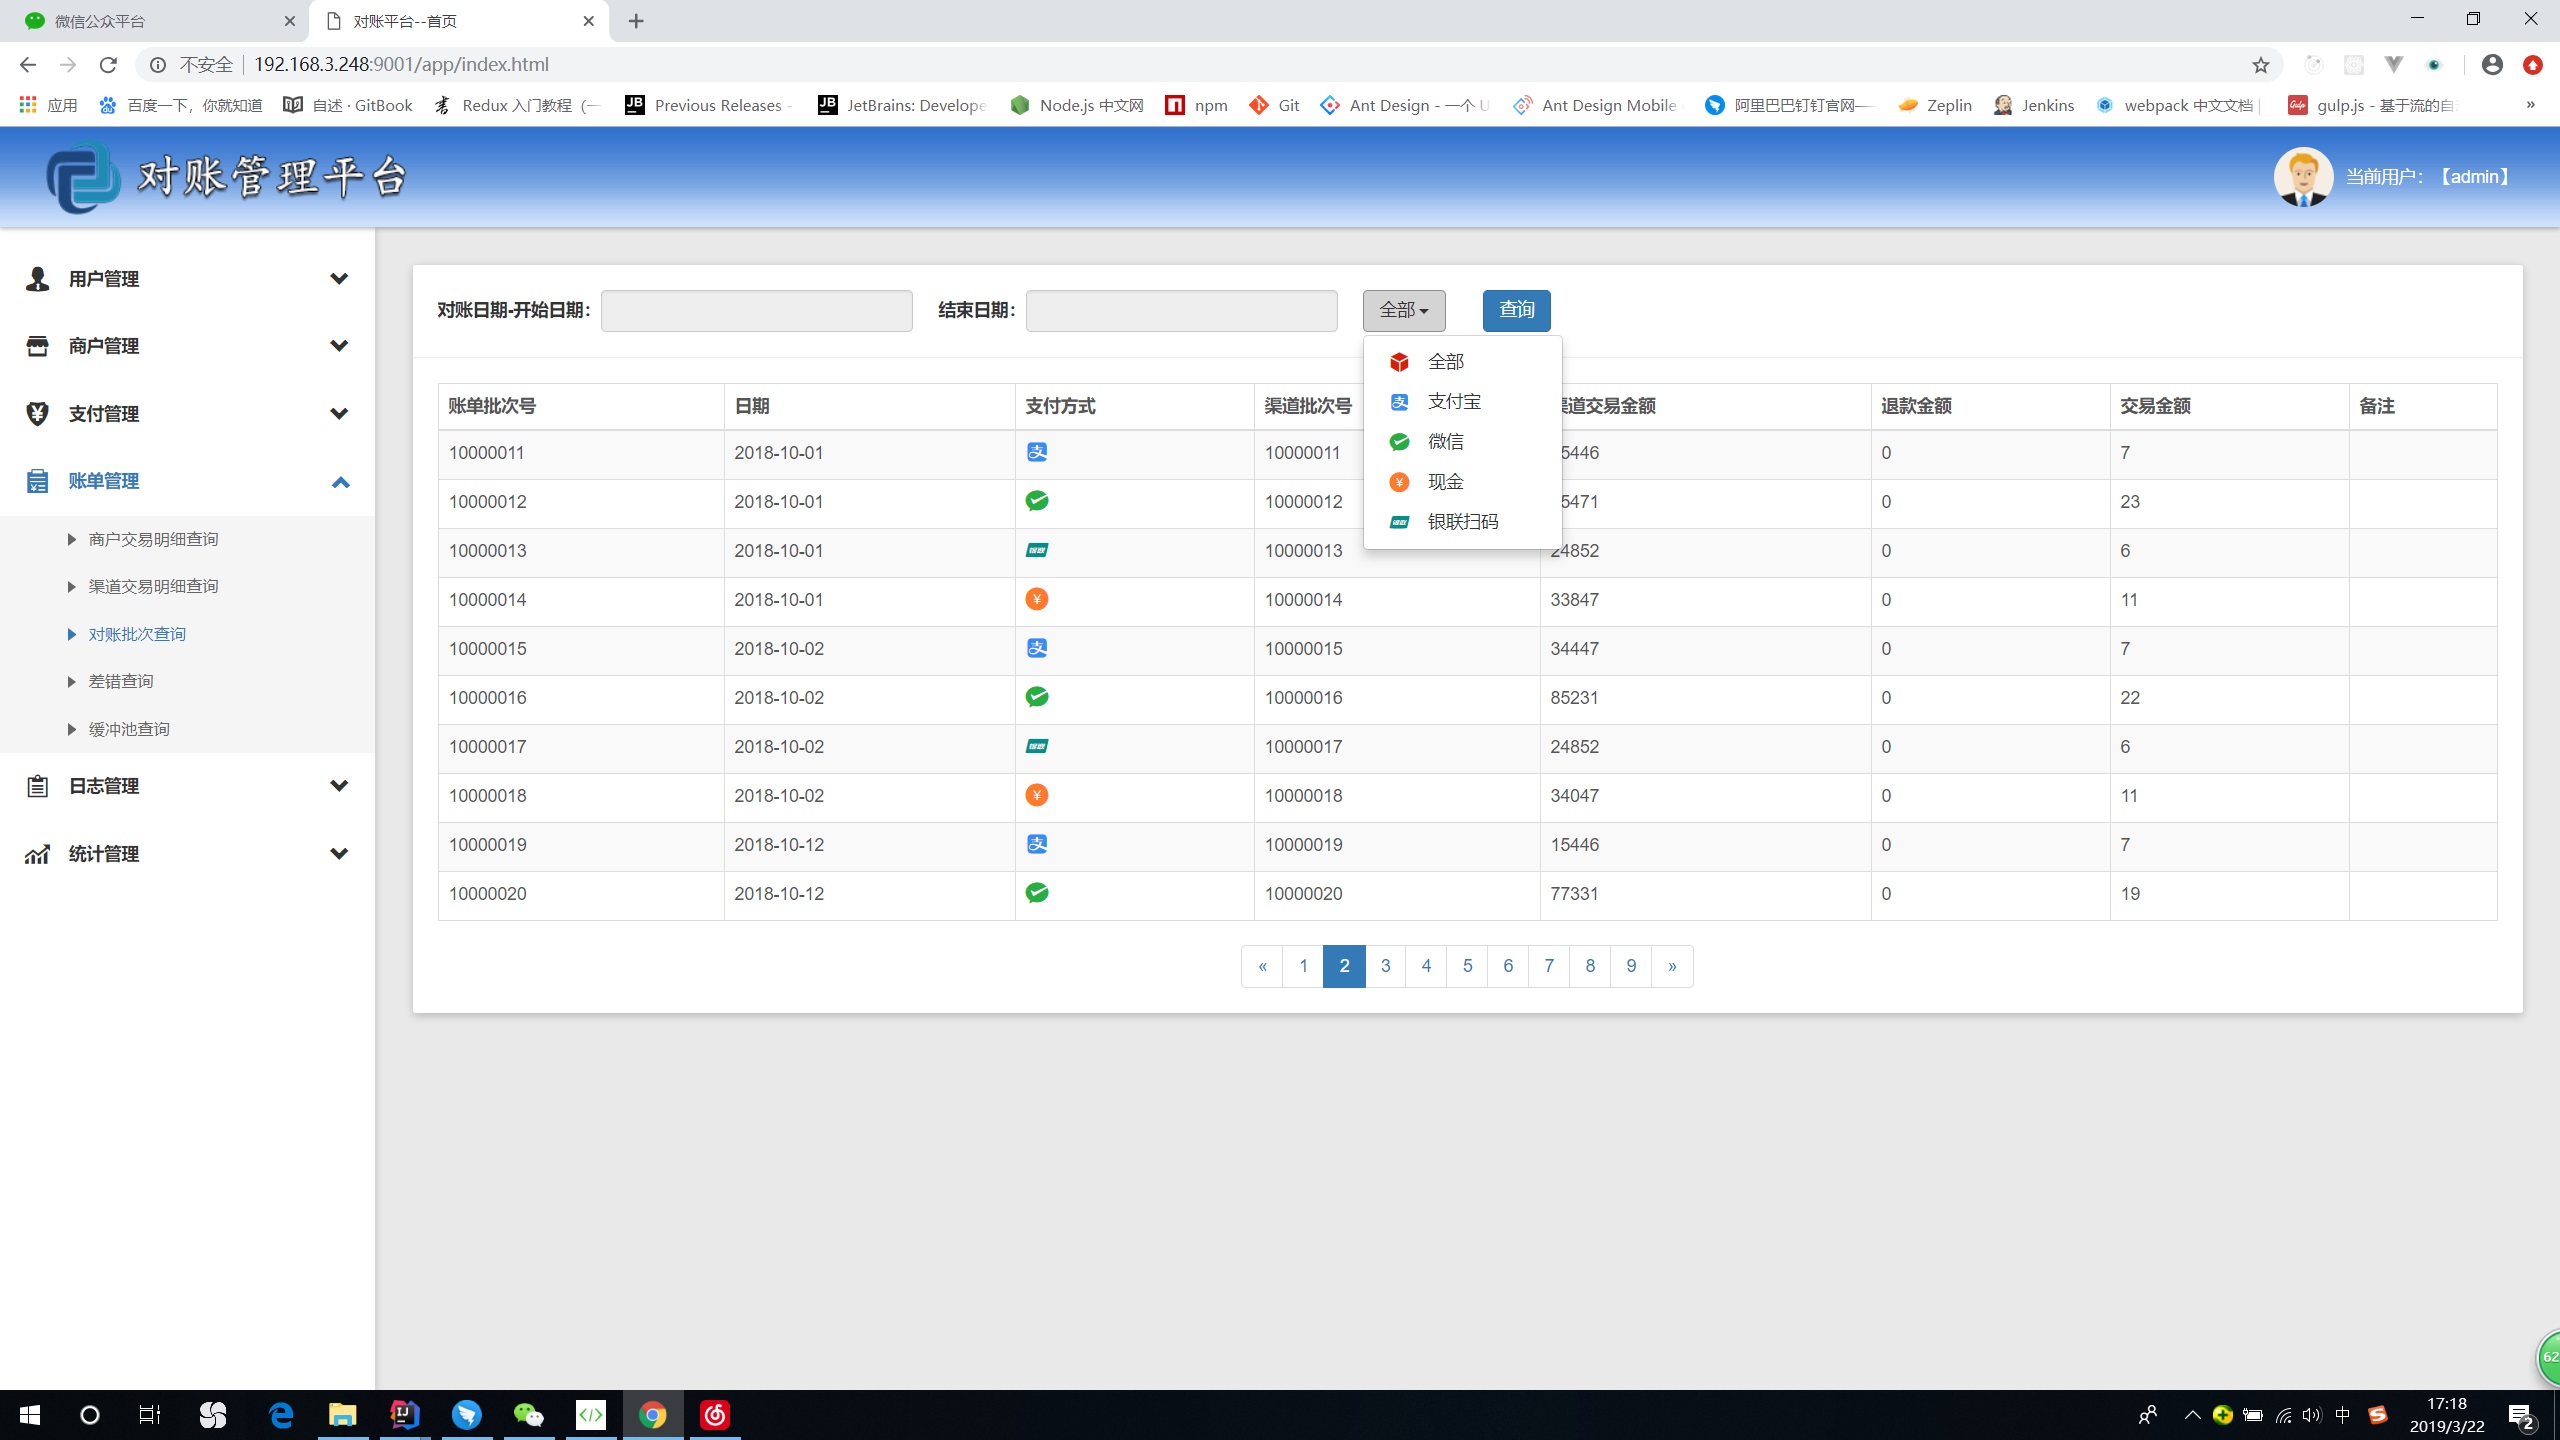 微信公众平台
对账平台--首页
不安全 192.168.3.248:9001/app/index.html
应用 百度一下，你就知道 自述 · GitBook Redux 入门教程（一 Previous Releases - JetBrains: Develope Node.js 中文网 npm Git Ant Design - 一个 U Ant Design Mobile 阿里巴巴钉钉官网— Zeplin Jenkins webpack 中文文档 | gulp.js - 基于流的自 »
对账管理平台
当前用户：【admin】
用户管理
商户管理
支付管理
账单管理
商户交易明细查询
渠道交易明细查询
对账批次查询
差错查询
缓冲池查询
日志管理
统计管理
对账日期-开始日期： 结束日期： 全部 查询
全部
支付宝
微信
现金
银联扫码
账单批次号 日期 支付方式 渠道批次号 道交易金额 退款金额 交易金额 备注
10000011 2018-10-01 支 10000011 5446 0 7
10000012 2018-10-01 10000012 5471 0 23
10000013 2018-10-01 银联 10000013 24852 0 6
10000014 2018-10-01 ¥ 10000014 33847 0 11
10000015 2018-10-02 支 10000015 34447 0 7
10000016 2018-10-02 10000016 85231 0 22
10000017 2018-10-02 银联 10000017 24852 0 6
10000018 2018-10-02 ¥ 10000018 34047 0 11
10000019 2018-10-12 支 10000019 15446 0 7
10000020 2018-10-12 10000020 77331 0 19
« 1 2 3 4 5 6 7 8 9 »
62
中
17:18
2019/3/22
2